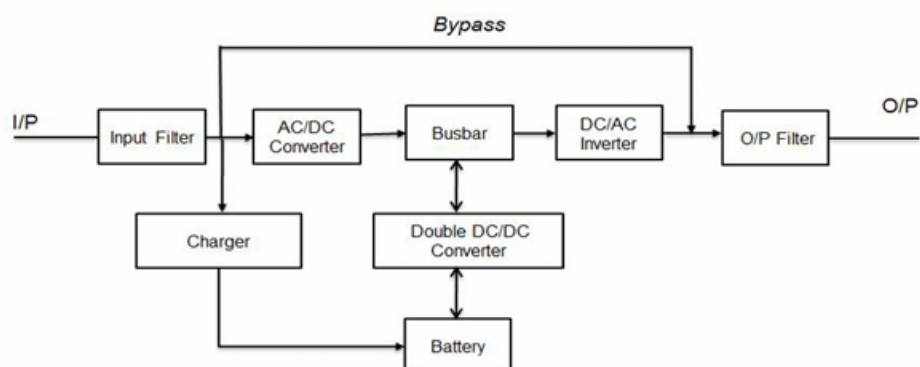 Bypass
I/P
Input Filter
AC/DC
Converter
Busbar
DC/AC
Inverter
O/P Filter
O/P
Charger
Double DC/DC
Converter
Battery